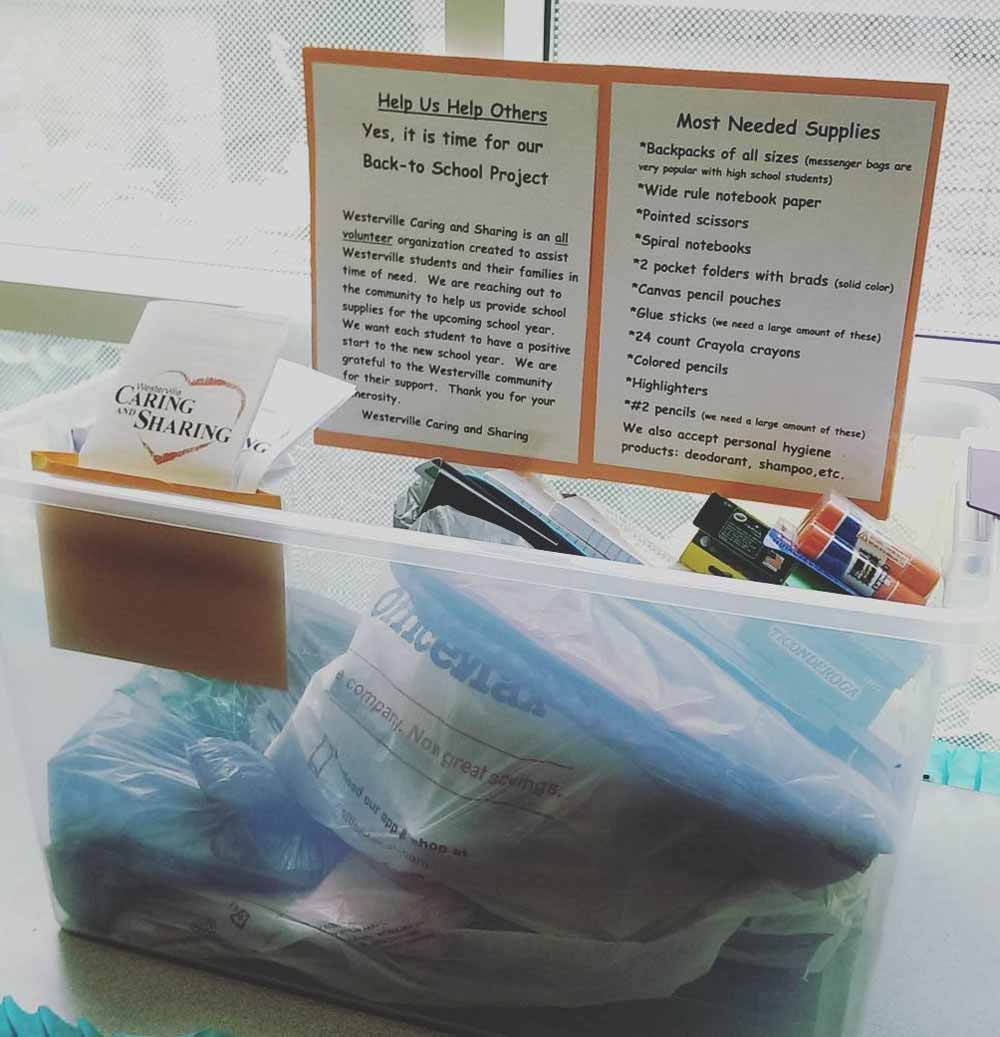 Help Us Help Others
Yes, it is time for our
Back-to School Project
Westerville Caring and Sharing is an all
volunteer organization created to assist
Westerville students and their families in
time of need. We are reaching out to
the community to help us provide school
supplies for the upcoming school year.
We want each student to have a positive
start to the new school year. We are
grateful to the Westerville community
for their support. Thank you for your
nerosity.
Westerville Caring and Sharing
Most Needed Supplies
*Backpacks of all sizes (messenger bags are
very popular with high school students)
*Wide rule notebook paper
*Pointed scissors
*Spiral notebooks
*2 pocket folders with brads (solid color)
*Canvas pencil pouches
*Glue sticks (we need a large amount of these)
*24 count Crayola crayons
*Colored pencils
*Highlighters
*#2 pencils (we need a large amount of these)
We also accept personal hygiene
products: deodorant, shampoo,etc.
Westerville
CARING
AND SHARING
NG
OfficeMax
company. Now great savings.
our app & shop at
TICONDEROGA